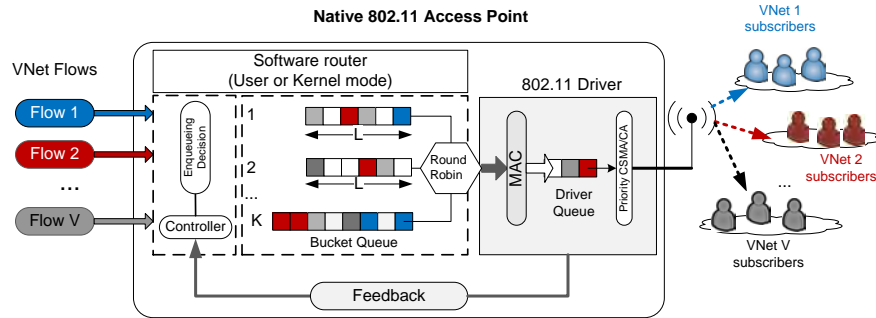 Native 802.11 Access Point
VNet 1
subscribers
Software router
(User or Kernel mode)
VNet Flows
802.11 Driver
Flow 1
Flow 2
...
Flow V
Enqueueing
Decision
Controller
1
L
2
L
...
K
Bucket Queue
Round
Robin
MAC
Driver
Queue
Priority CSMA/CA
VNet 2
subscribers
...
VNet V
subscribers
Feedback